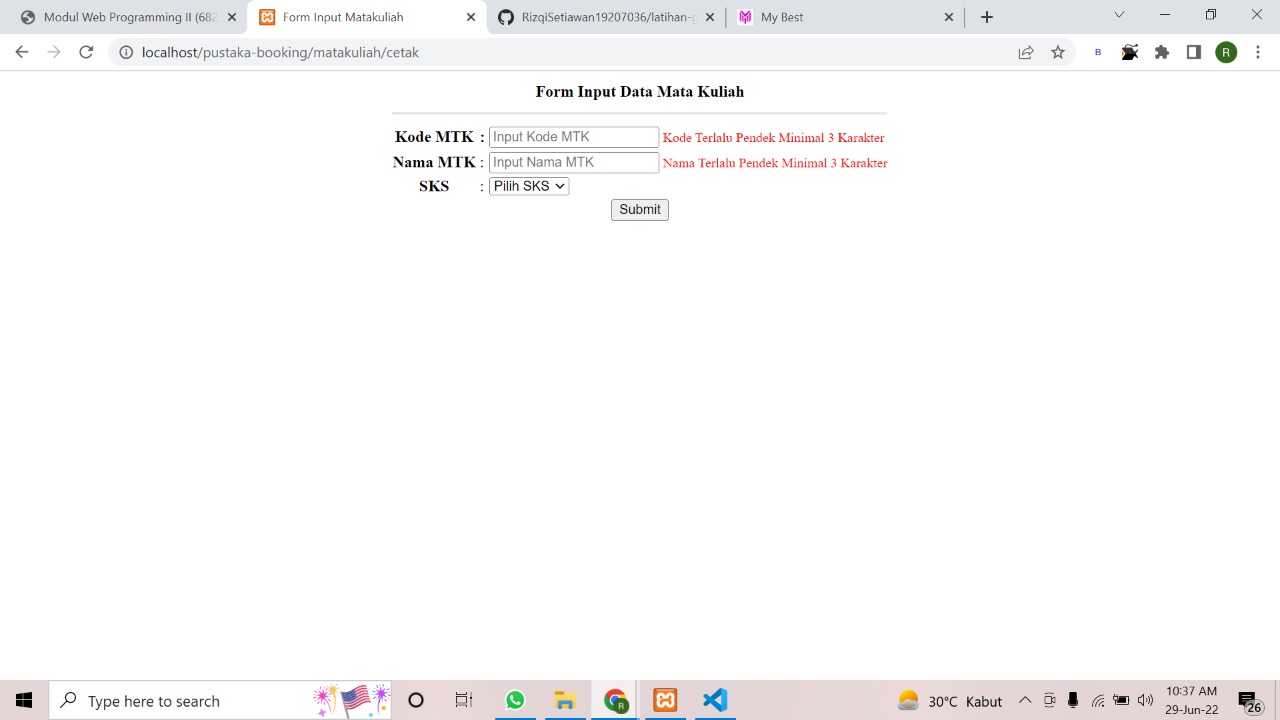 Modul Web Programming II (682
Form Input Matakuliah
RizqiSetiawan19207036/latihan-g
My Best
localhost/pustaka-booking/matakuliah/cetak
B
R
Form Input Data Mata Kuliah
Kode MTK : Input Kode MTK Kode Terlalu Pendek Minimal 3 Karakter
Nama MTK : Input Nama MTK Nama Terlalu Pendek Minimal 3 Karakter
SKS : Pilih SKS
Submit
Type here to search
R
30°C Kabut
10:37 AM
29-Jun-22
26